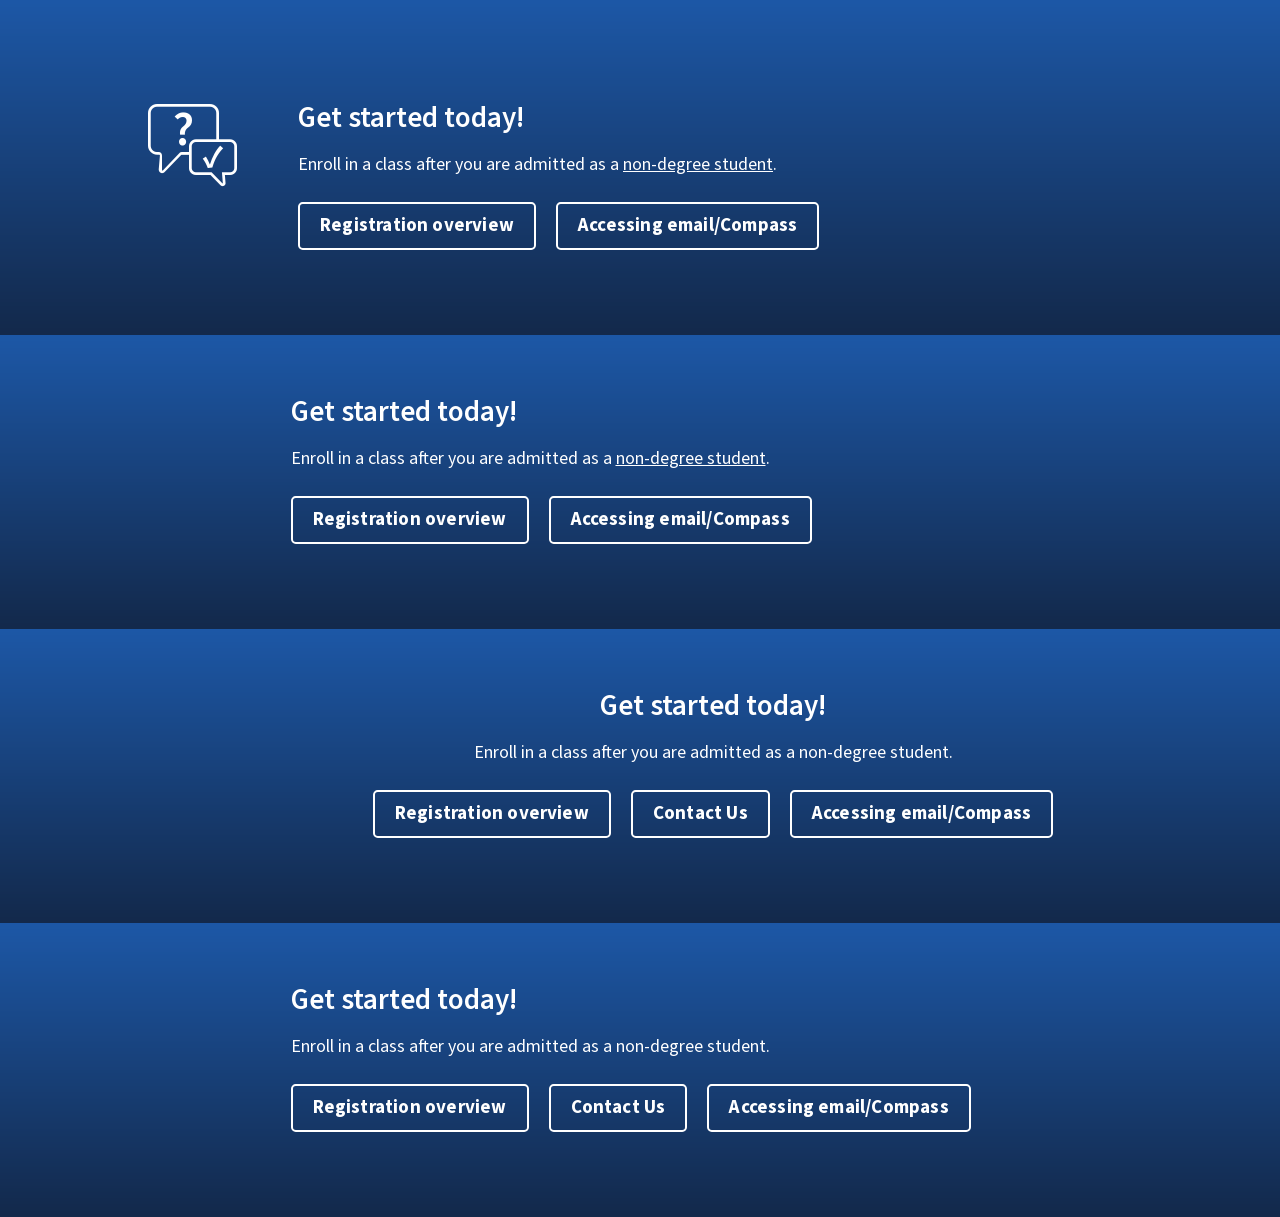 ?
Get started today!
Enroll in a class after you are admitted as a non-degree student.
Registration overview
Accessing email/Compass
Get started today!
Enroll in a class after you are admitted as a non-degree student.
Registration overview
Accessing email/Compass
Get started today!
Enroll in a class after you are admitted as a non-degree student.
Registration overview
Contact Us
Accessing email/Compass
Get started today!
Enroll in a class after you are admitted as a non-degree student.
Registration overview
Contact Us
Accessing email/Compass